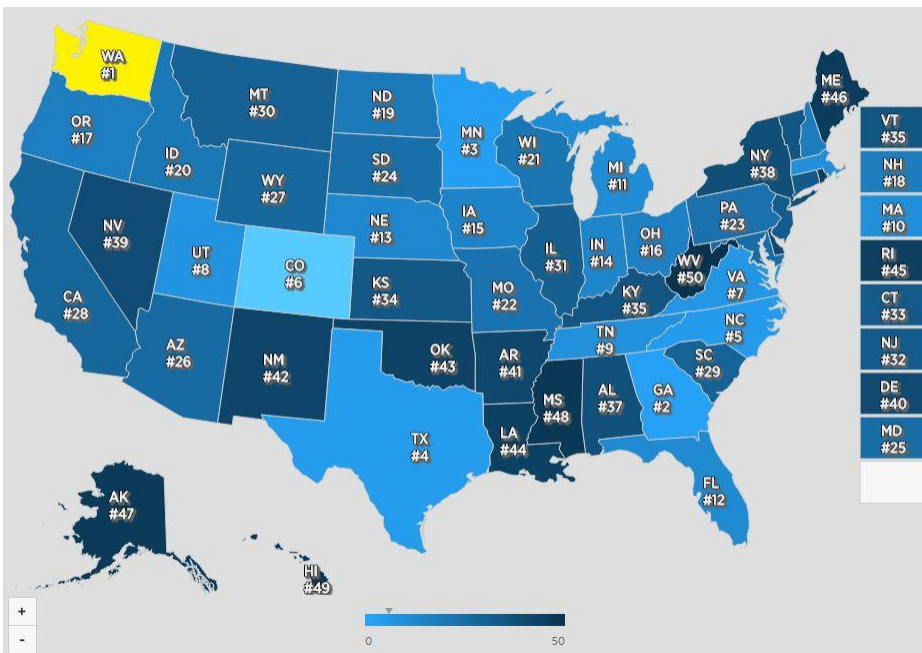 WA
#1
ME
#46
MT
#30
ND
#19
VT
#35
OR
#17
MN
#3
NY
#38
NH
#18
ID
#20
SD
#24
WI
#21
MI
#11
WY
#27
MA
#10
IA
#15
PA
#23
NE
#13
NV
#39
IL
#31
IN
#14
OH
#16
RI
#45
UT
#8
CO
#6
WV
#50
VA
#7
KS
#34
MO
#22
KY
#35
CT
#33
CA
#28
NC
#5
TN
#9
NJ
#32
AZ
#26
NM
#42
OK
#43
AR
#41
SC
#29
DE
#40
MS
#48
AL
#37
GA
#2
LA
#44
MD
#25
TX
#4
FL
#12
AK
#47
HI
#49
+
-
0
50